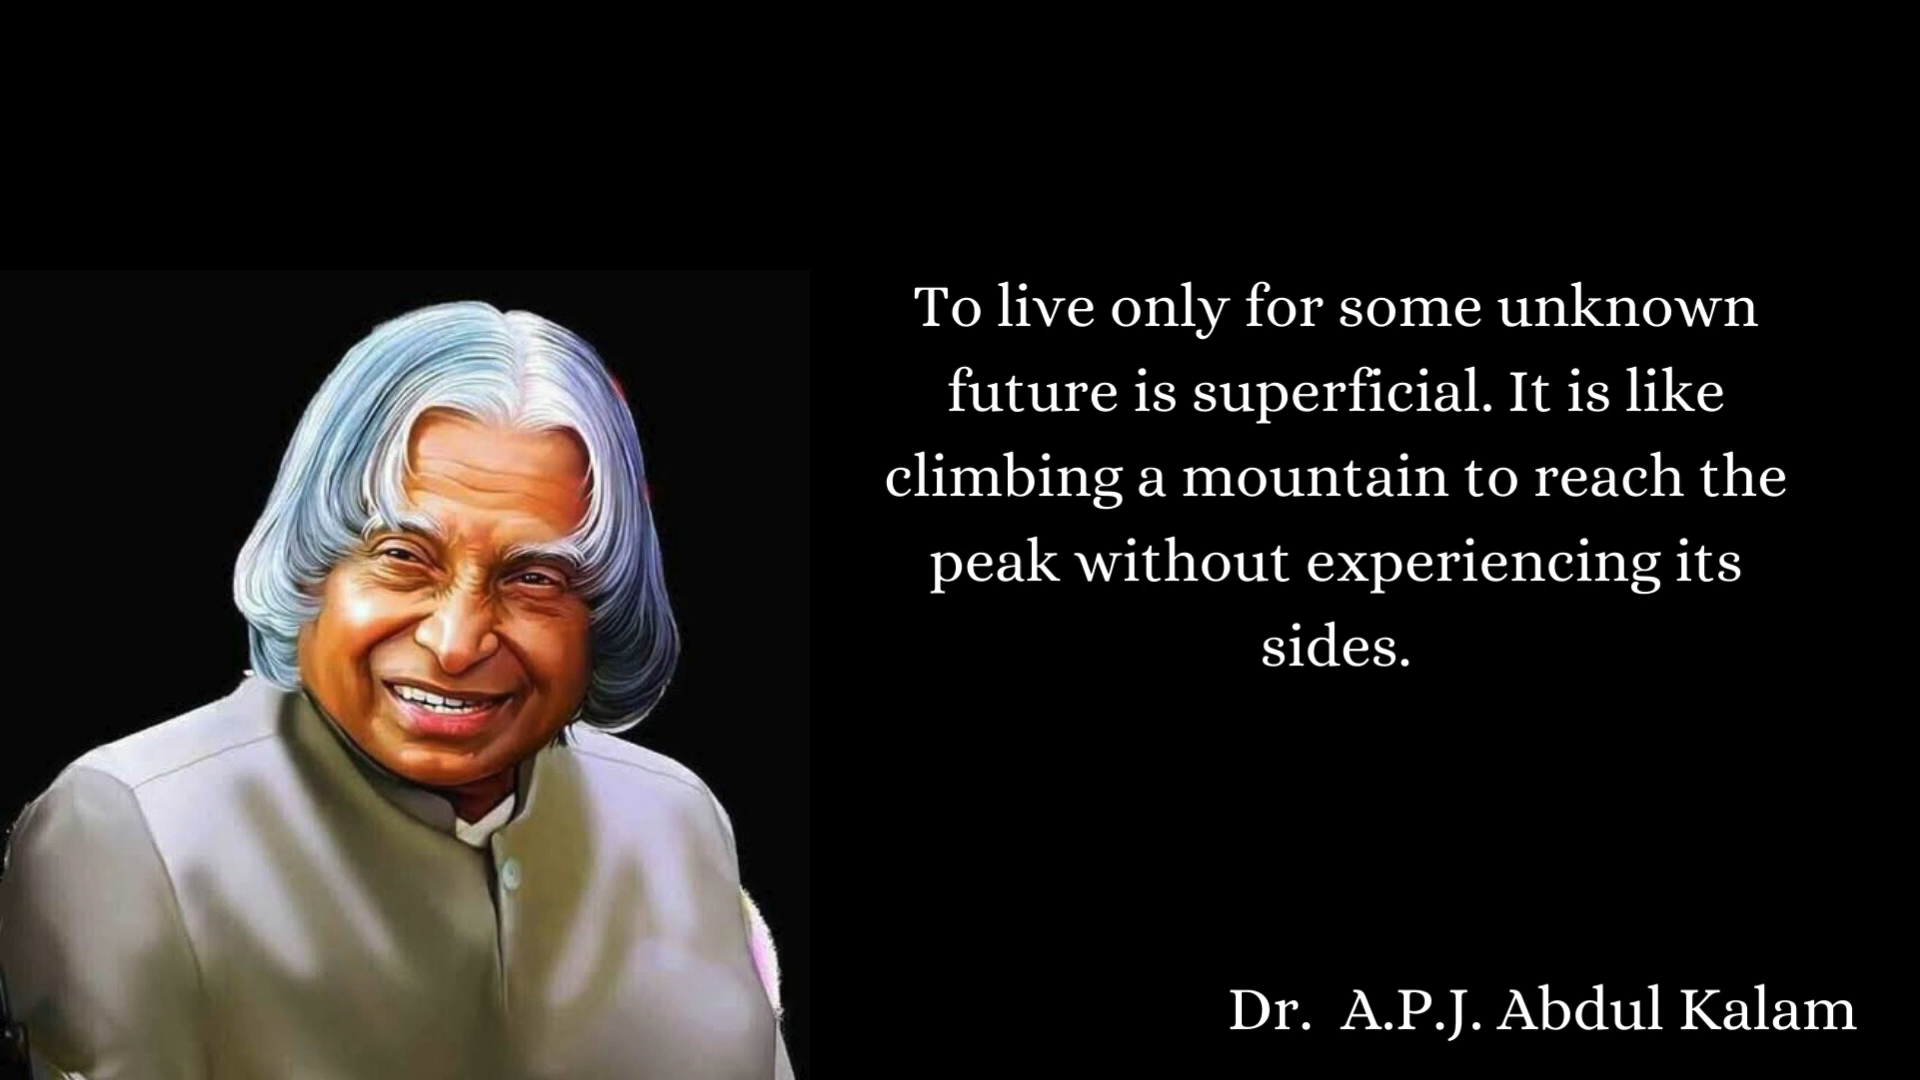 To live only for some unknown
future is superficial. It is like
climbing a mountain to reach the
peak without experiencing its
sides.
Dr.  A.P.J. Abdul Kalam